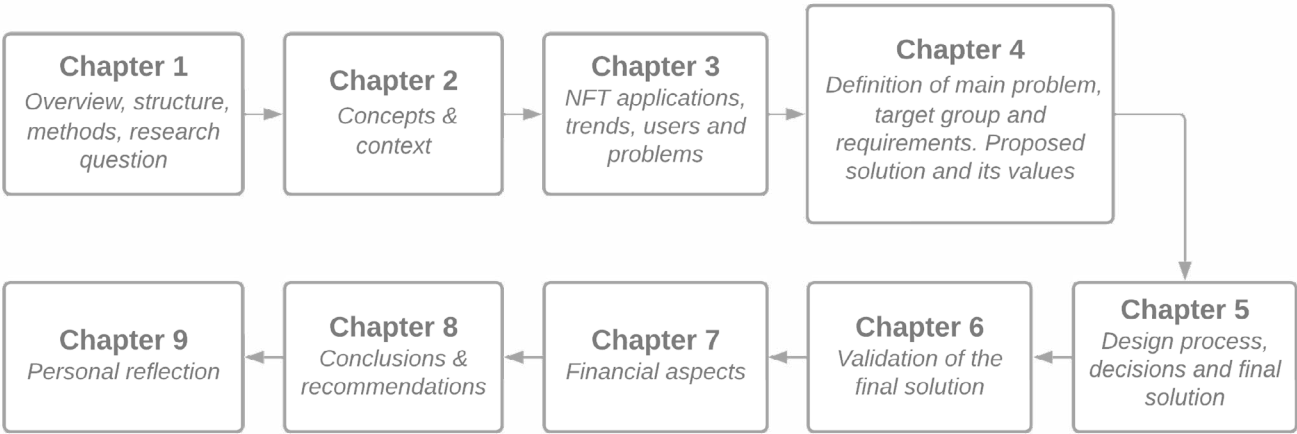 Chapter 1
Overview, structure,
methods, research
question
Chapter 2
Concepts &
context
Chapter 3
NFT applications,
trends, users and
problems
Chapter 4
Definition of main problem,
target group and
requirements. Proposed
solution and its values
Chapter 5
Design process,
decisions and final
solution
Chapter 6
Validation of the
final solution
Chapter 7
Financial aspects
Chapter 8
Conclusions &
recommendations
Chapter 9
Personal reflection